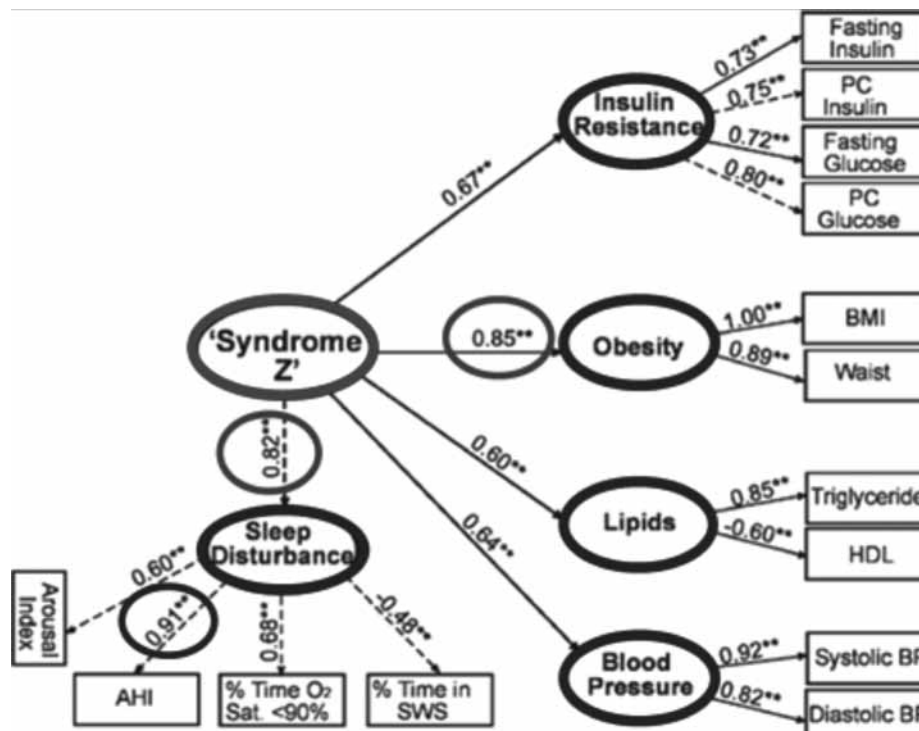 Fasting
Insulin
0.73**
Insulin
Resistance
0.75**
PC
Insulin
0.72**
Fasting
Glucose
0.80**
PC
Glucose
0.67**
'Syndrome
Z'
0.85**
Obesity
1.00**
BMI
0.89**
Waist
0.82**
0.60**
Lipids
0.85**
Triglyceride
-0.60**
HDL
0.64**
Sleep
Disturbance
0.60**
Arousal
Index
0.91**
AHI
0.68**
% Time O₂
Sat. <90%
-0.48**
% Time in
SWS
Blood
Pressure
0.92**
Systolic BP
0.82**
Diastolic BP